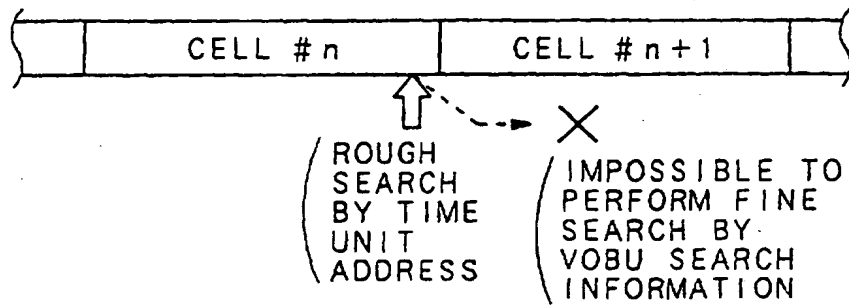 CELL #n
CELL #n+1
ROUGH
SEARCH
BY TIME
UNIT
ADDRESS
IMPOSSIBLE TO
PERFORM FINE
SEARCH BY
VOBU SEARCH
INFORMATION